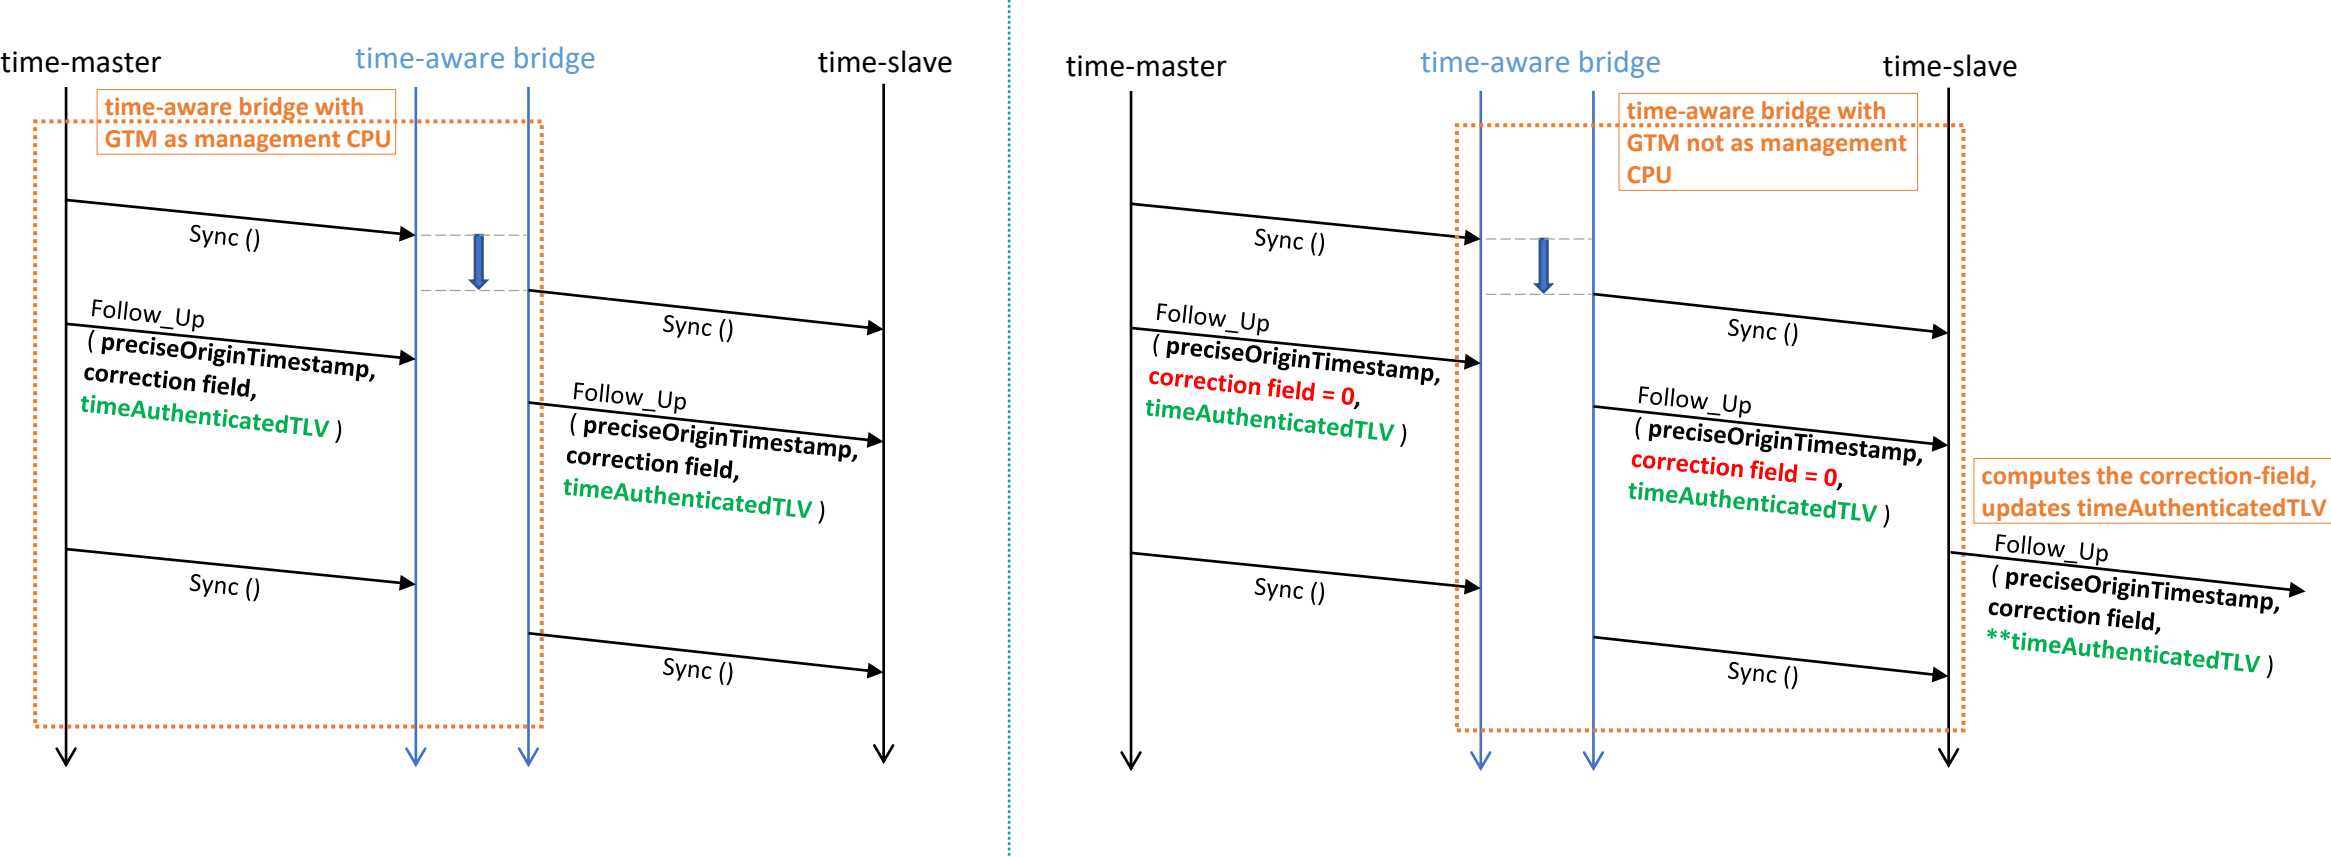 time-master
time-aware bridge
time-slave
time-aware bridge with
GTM as management CPU
Sync ()
Follow_Up
( preciseOriginTimestamp,
correction field,
timeAuthenticatedTLV )
Sync ()
Follow_Up
( preciseOriginTimestamp,
correction field,
timeAuthenticatedTLV )
Sync ()
Sync ()
time-master
time-aware bridge
time-slave
time-aware bridge with
GTM not as management
CPU
Sync ()
Follow_Up
( preciseOriginTimestamp,
correction field = 0,
timeAuthenticatedTLV )
Sync ()
Follow_Up
( preciseOriginTimestamp,
correction field = 0,
timeAuthenticatedTLV )
computes the correction-field,
updates timeAuthenticatedTLV
Follow_Up
( preciseOriginTimestamp,
correction field,
**timeAuthenticatedTLV )
Sync ()
Sync ()